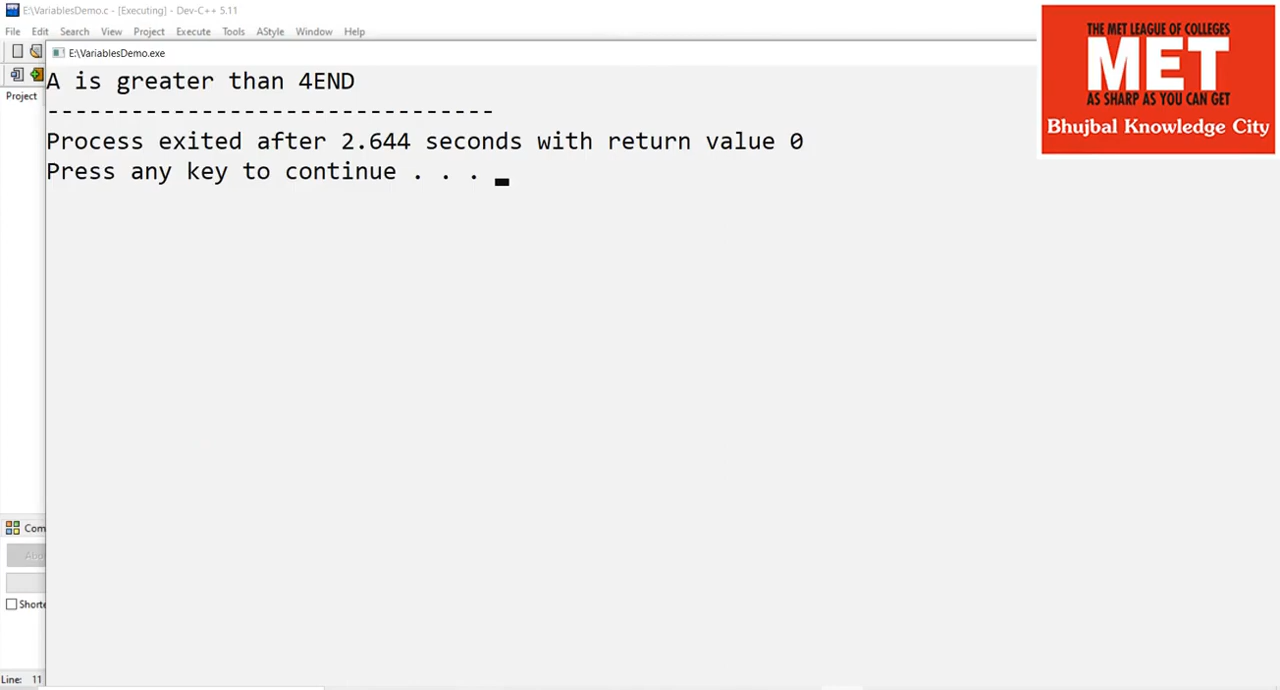 E:\VariablesDemo.c - [Executing] - Dev-C++ 5.11
File Edit Search View Project Execute Tools AStyle Window Help
E:\VariablesDemo.exe
Project
A is greater than 4END
--------------------------------
Process exited after 2.644 seconds with return value 0
Press any key to continue . . .
THE MET LEAGUE OF COLLEGES
MET
AS SHARP AS YOU CAN GET
Bhujbal Knowledge City
Com
Abo
Shorte
Line: 11